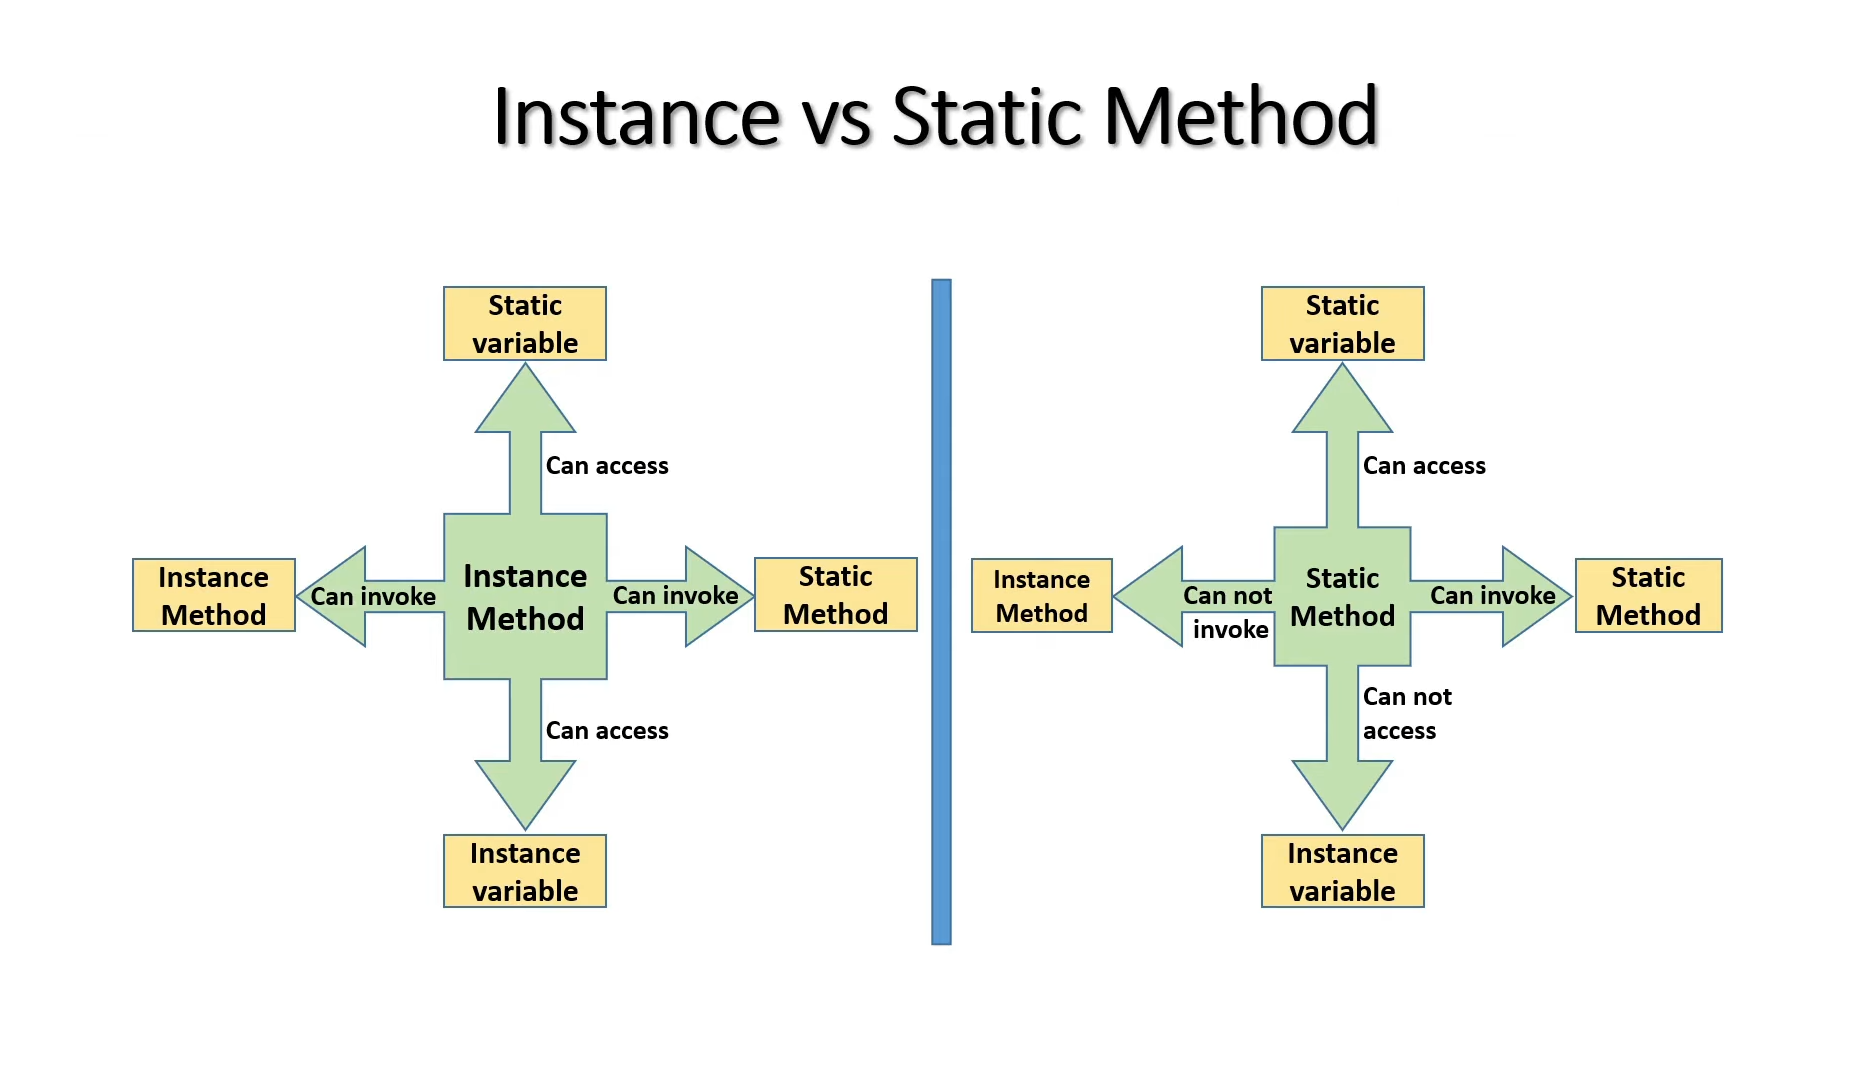 Instance vs Static Method
Static
variable
Can access
Instance
Method
Can invoke
Instance
Method
Can invoke
Static
Method
Can access
Instance
variable
Static
variable
Can access
Instance
Method
Can not
invoke
Static
Method
Can invoke
Static
Method
Can not
access
Instance
variable